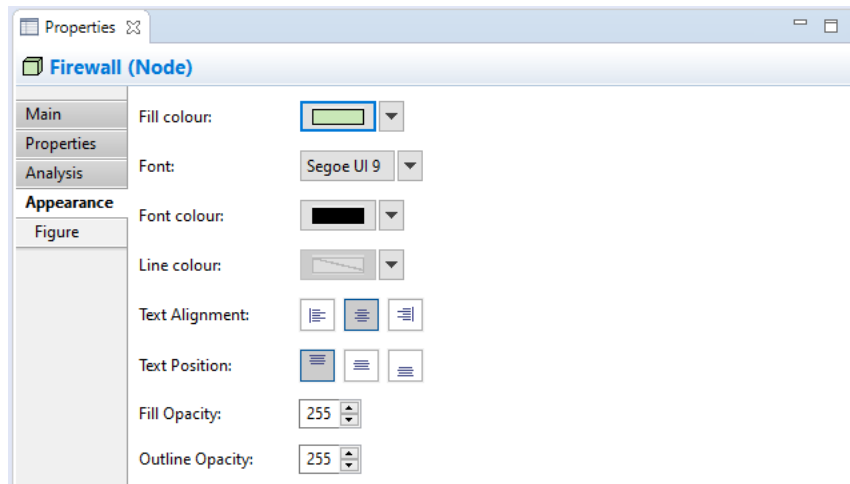 Properties
Firewall (Node)
Main
Properties
Analysis
Appearance
Figure
Fill colour:
Font:
Segoe UI 9
Font colour:
Line colour:
Text Alignment:
Text Position:
Fill Opacity:
255
Outline Opacity:
255